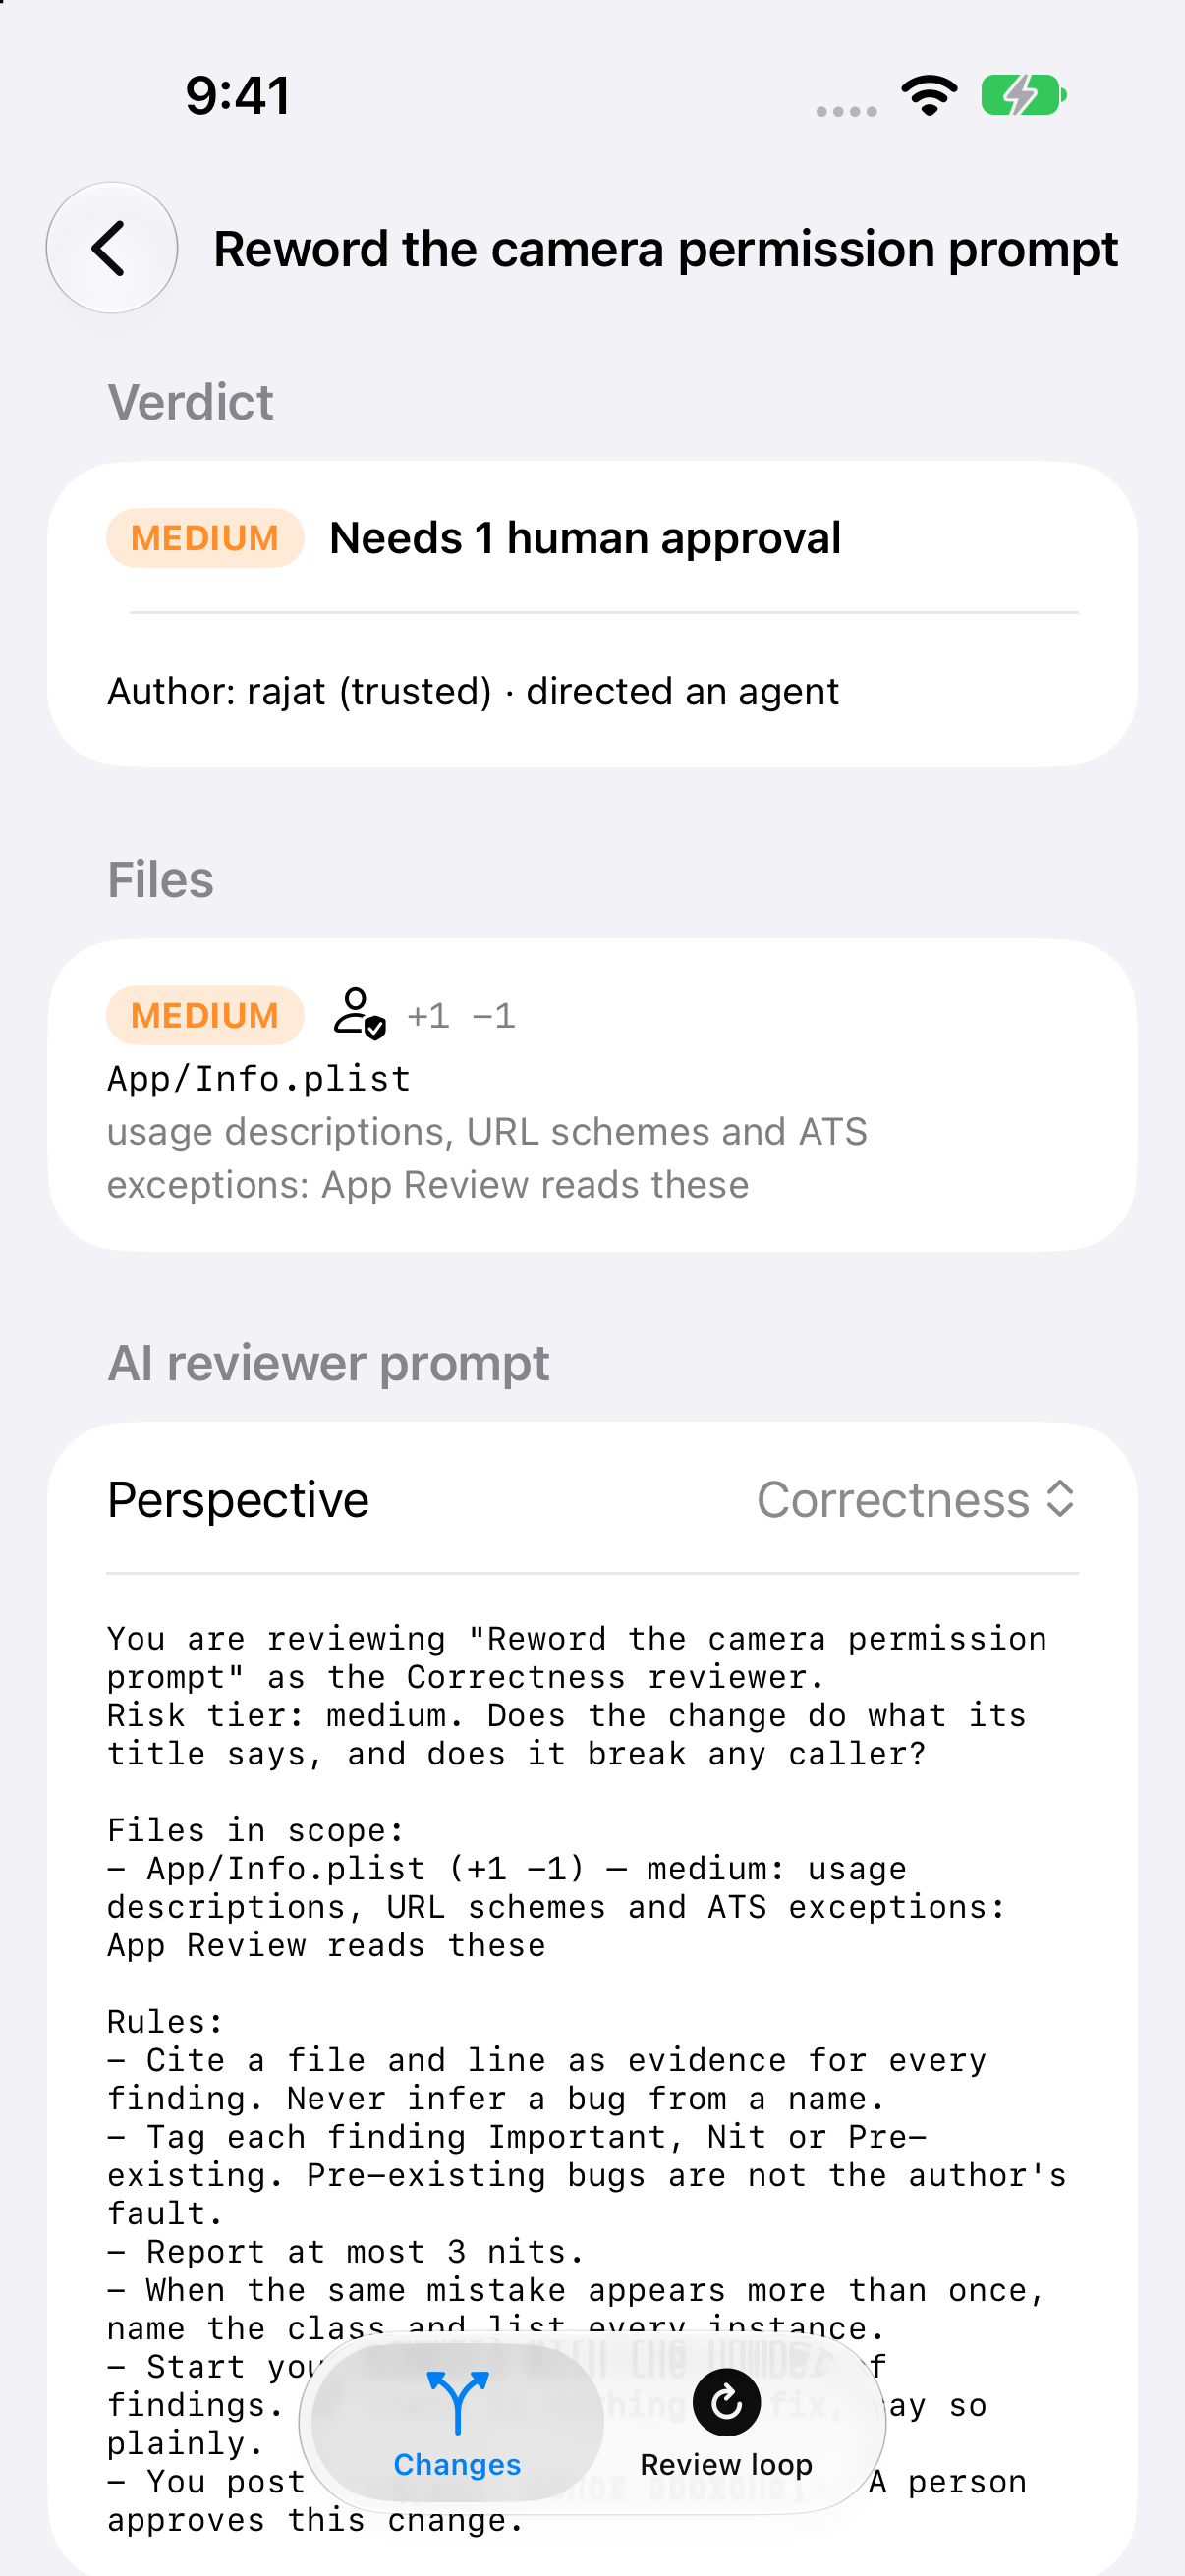 9:41
Reword the camera permission prompt
Verdict
MEDIUM Needs 1 human approval
Author: rajat (trusted) · directed an agent
Files
MEDIUM +1 −1
App/Info.plist
usage descriptions, URL schemes and ATS
exceptions: App Review reads these
AI reviewer prompt
Perspective Correctness
You are reviewing "Reword the camera permission
prompt" as the Correctness reviewer.
Risk tier: medium. Does the change do what its
title says, and does it break any caller?
Files in scope:
– App/Info.plist (+1 −1) — medium: usage
descriptions, URL schemes and ATS exceptions:
App Review reads these
Rules:
– Cite a file and line as evidence for every
finding. Never infer a bug from a name.
– Tag each finding Important, Nit or Pre-
existing. Pre-existing bugs are not the author's
fault.
– Report at most 3 nits.
– When the same mistake appears more than once,
name the class and list every instance.
– Start
findings. so
plainly.
– You post A person
approves this change.
Changes Review loop